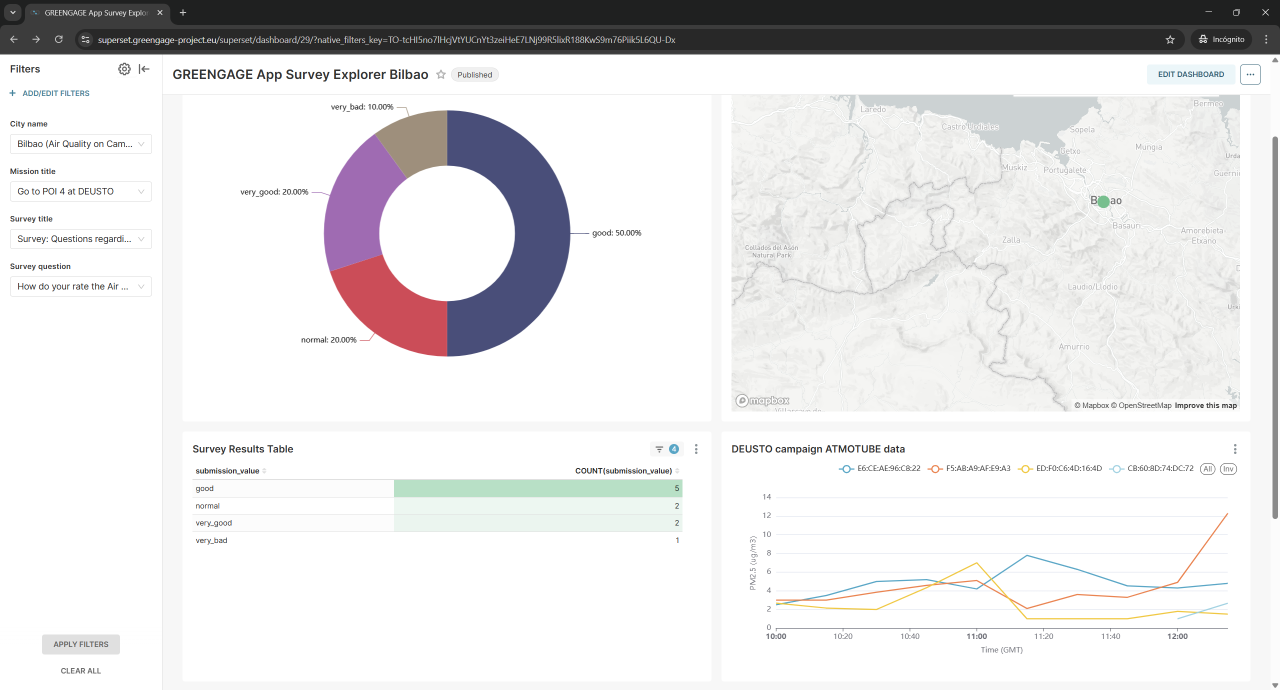 GREENGAGE App Survey Explor
superset.greengage-project.eu/superset/dashboard/29/?native_filters_key=TO-tcHI5no7lHcjVtYUCnYt3zeiHeE7LNj99R5lixR188KwS9m76Piik5L6QU-Dx
Incógnito
Filters
+ ADD/EDIT FILTERS
City name
Bilbao (Air Quality on Cam...
Mission title
Go to POI 4 at DEUSTO
Survey title
Survey: Questions regardi...
Survey question
How do your rate the Air ...
APPLY FILTERS
CLEAR ALL
GREENGAGE App Survey Explorer Bilbao
Published
EDIT DASHBOARD
very_bad: 10.00%
very_good: 20.00%
good: 50.00%
normal: 20.00%
Laredo
Castro Urdiales
Bermeo
Sopela
Getxo
Mungia
Muskiz
Portugalete
Bilbao
Basauri
Zalla
Amorebieta-
Etxano
Collados del Asón
Natural Park
Laudio/Llodio
Amurrio
mapbox
© Mapbox © OpenStreetMap Improve this map
Survey Results Table
4
submission_value
COUNT(submission_value)
good 5
normal 2
very_good 2
very_bad 1
DEUSTO campaign ATMOTUBE data
E6:CE:AE:96:C8:22
F5:AB:A9:AF:E9:A3
ED:F0:C6:4D:16:4D
CB:60:8D:74:DC:72
All
Inv
PM2.5 (ug/m3)
14
12
10
8
6
4
2
0
10:00
10:20
10:40
11:00
11:20
11:40
12:00
Time (GMT)